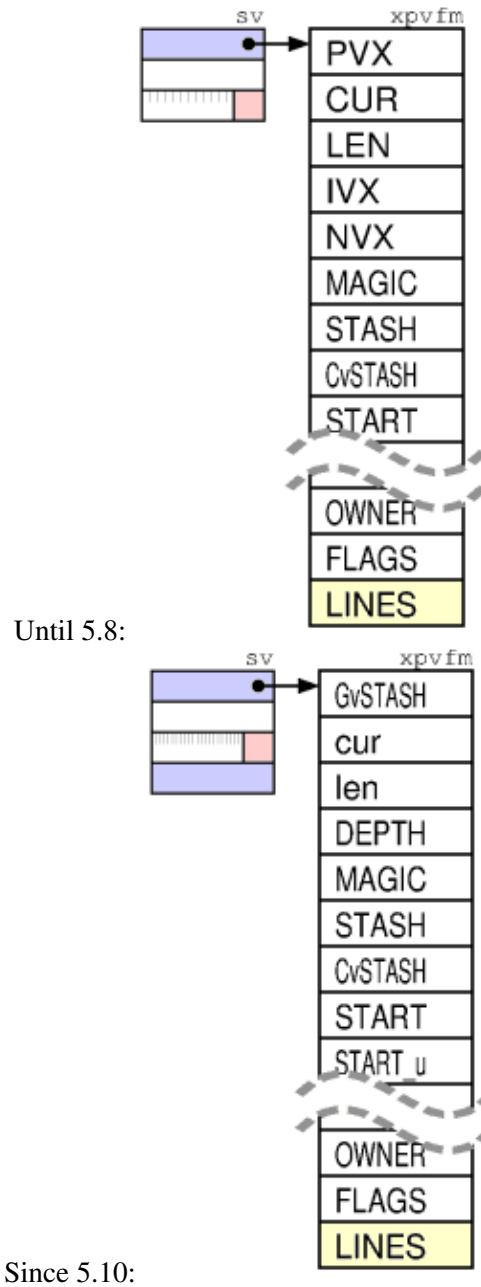 sv xpvfm
PVX
CUR
LEN
IVX
NVX
MAGIC
STASH
CvSTASH
START
OWNER
FLAGS
LINES
Until 5.8:
sv xpvfm
GvSTASH
cur
len
DEPTH
MAGIC
STASH
CvSTASH
START
START_u
OWNER
FLAGS
LINES
Since 5.10: